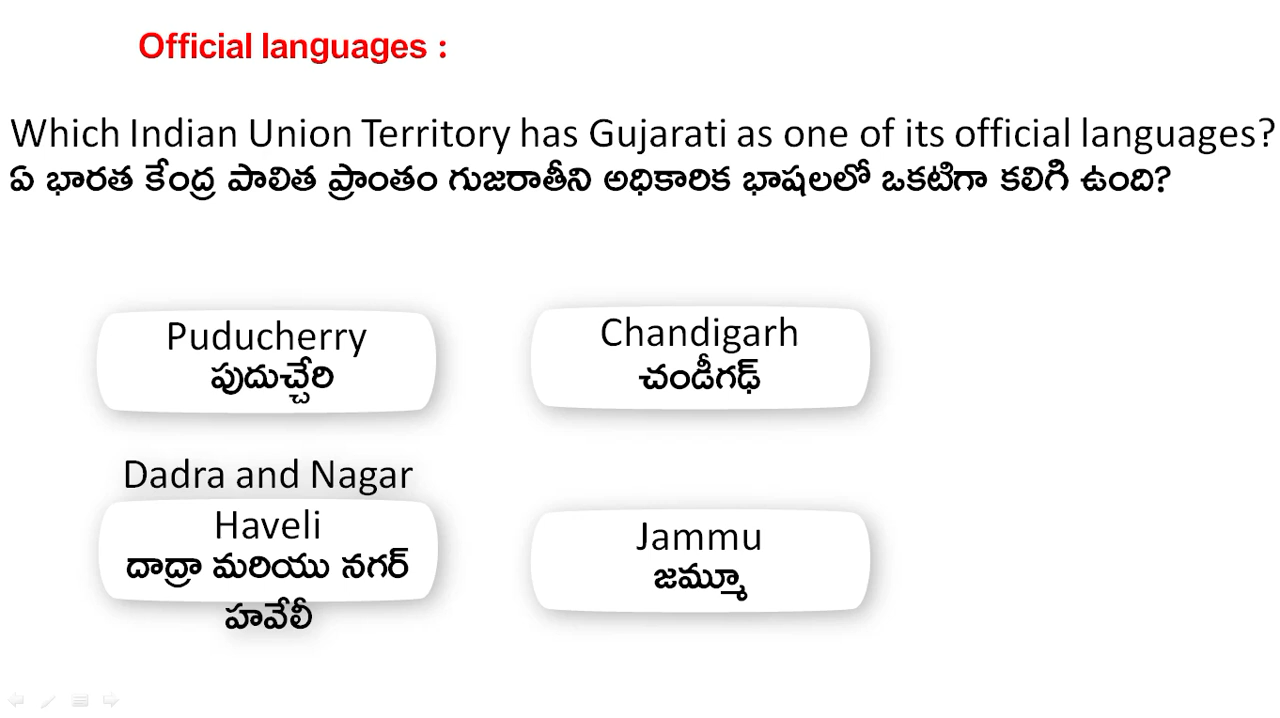 Official languages :
Which Indian Union Territory has Gujarati as one of its official languages?
ఏ భారత కేంద్ర పాలిత ప్రాంతం గుజరాతీని అధికారిక భాషలలో ఒకటిగా కలిగి ఉంది?
Puducherry
పుదుచ్చేరి
Chandigarh
చండీగఢ్
Dadra and Nagar
Haveli
దాద్రా మరియు నగర్
హవేలీ
Jammu
జమ్మూ